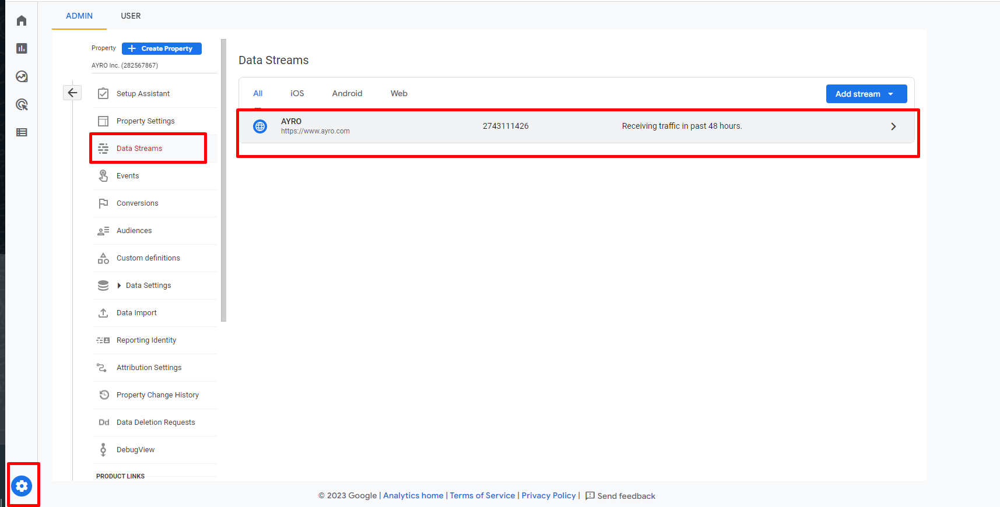 ADMIN
USER
Property
Create Property
AYRO Inc. (282567867)
Setup Assistant
Property Settings
Data Streams
Events
Conversions
Audiences
Custom definitions
Data Settings
Data Import
Reporting Identity
Attribution Settings
Property Change History
Dd Data Deletion Requests
DebugView
PRODUCT LINKS
Data Streams
All iOS Android Web
Add stream
AYRO
https://www.ayro.com
2743111426
Receiving traffic in past 48 hours.
© 2023 Google | Analytics home | Terms of Service | Privacy Policy | Send feedback